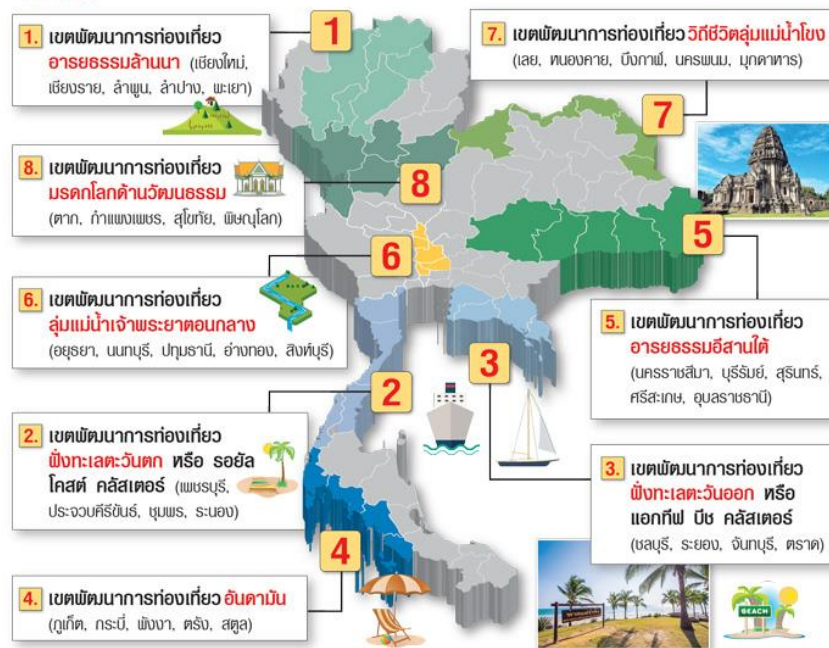 1. เขตพัฒนาการท่องเที่ยว
อารยธรรมล้านนา (เชียงใหม่,
เชียงราย, ลำพูน, ลำปาง, พะเยา)
1
7. เขตพัฒนาการท่องเที่ยว วิถีชีวิตลุ่มแม่น้ำโขง
(เลย, หนองคาย, บึงกาฬ, นครพนม, มุกดาหาร)
7
8. เขตพัฒนาการท่องเที่ยว
มรดกโลกด้านวัฒนธรรม
(ตาก, กำแพงเพชร, สุโขทัย, พิษณุโลก)
8
6. เขตพัฒนาการท่องเที่ยว
ลุ่มแม่น้ำเจ้าพระยาตอนกลาง
(อยุธยา, นนทบุรี, ปทุมธานี, อ่างทอง, สิงห์บุรี)
6
5
5. เขตพัฒนาการท่องเที่ยว
อารยธรรมอีสานใต้
(นครราชสีมา, บุรีรัมย์, สุรินทร์,
ศรีสะเกษ, อุบลราชธานี)
2. เขตพัฒนาการท่องเที่ยว
ฝั่งทะเลตะวันตก หรือ รอยัล
โคสต์ คลัสเตอร์ (เพชรบุรี,
ประจวบคีรีขันธ์, ชุมพร, ระนอง)
2
3
3. เขตพัฒนาการท่องเที่ยว
ฝั่งทะเลตะวันออก หรือ
แอกทีฟ บีช คลัสเตอร์
(ชลบุรี, ระยอง, จันทบุรี, ตราด)
4. เขตพัฒนาการท่องเที่ยว อันดามัน
(ภูเก็ต, กระบี่, พังงา, ตรัง, สตูล)
4
BEACH